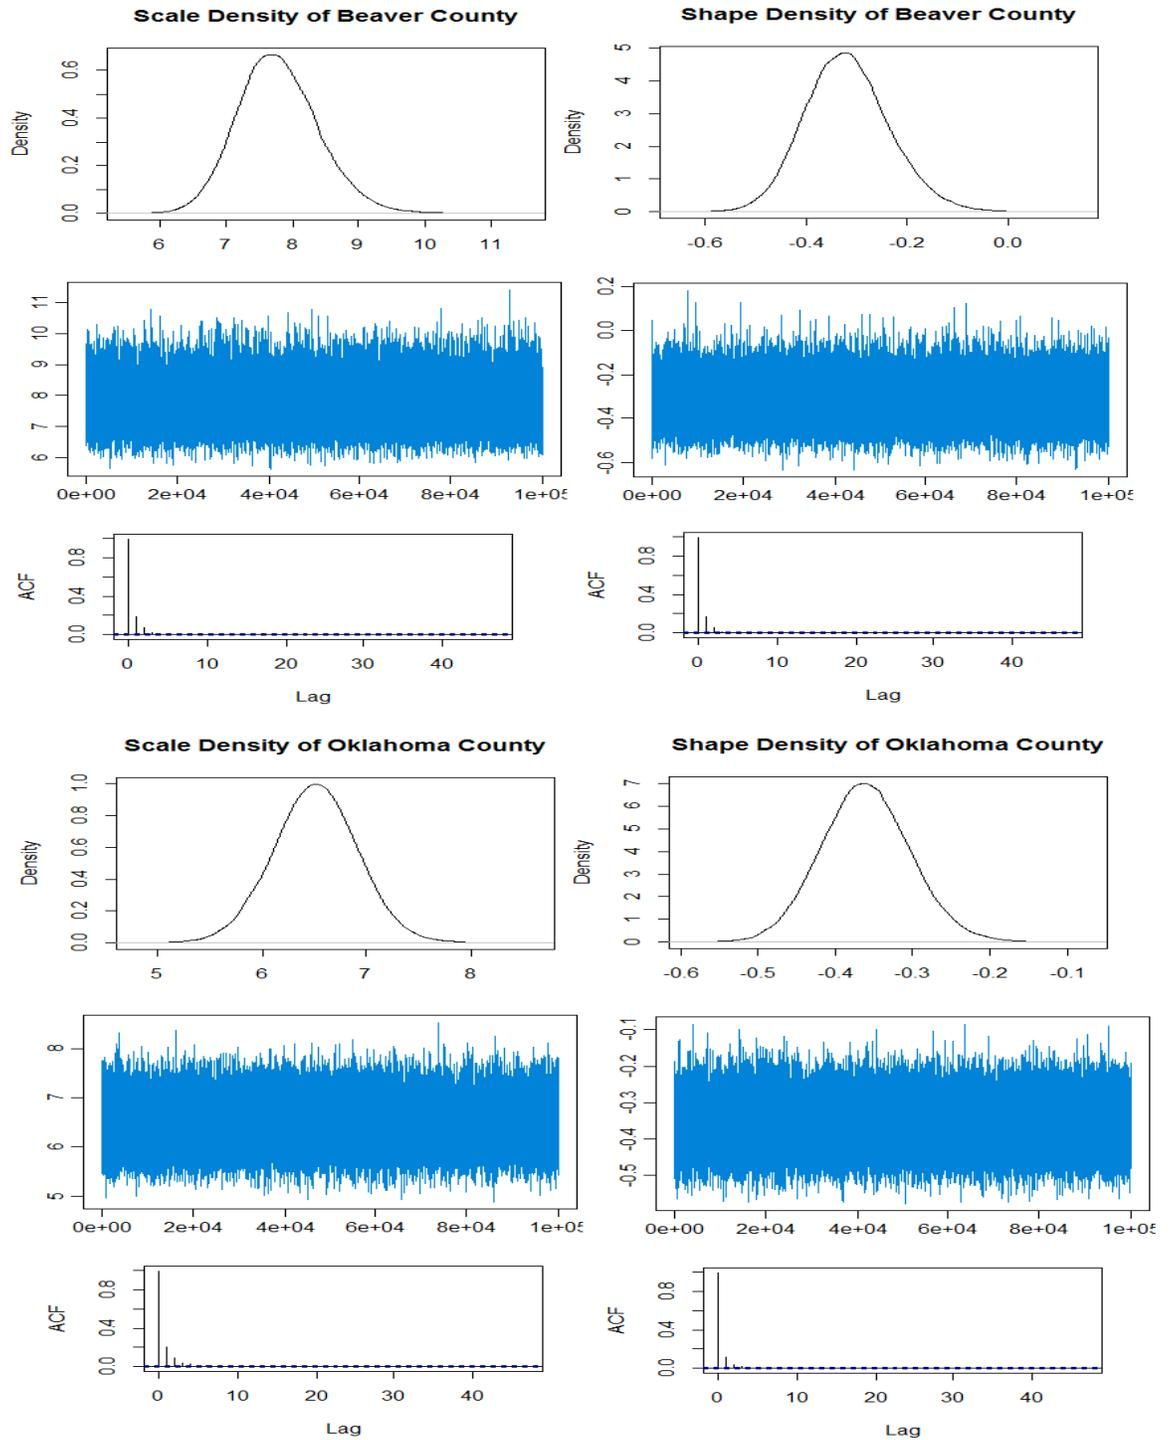 Scale Density of Beaver County
Shape Density of Beaver County
Density
0.0 0.2 0.4 0.6
6 7 8 9 10 11
Density
0 1 2 3 4 5
-0.6 -0.4 -0.2 0.0
6 7 8 9 10 11
0e+00 2e+04 4e+04 6e+04 8e+04 1e+05
-0.6 -0.4 -0.2 0.0 0.2
0e+00 2e+04 4e+04 6e+04 8e+04 1e+05
ACF
0.0 0.4 0.8
0 10 20 30 40
Lag
ACF
0.0 0.4 0.8
0 10 20 30 40
Lag
Scale Density of Oklahoma County
Shape Density of Oklahoma County
Density
0.0 0.2 0.4 0.6 0.8 1.0
5 6 7 8
Density
0 1 2 3 4 5 6 7
-0.6 -0.5 -0.4 -0.3 -0.2 -0.1
5 6 7 8
0e+00 2e+04 4e+04 6e+04 8e+04 1e+05
-0.5 -0.4 -0.3 -0.2 -0.1
0e+00 2e+04 4e+04 6e+04 8e+04 1e+05
ACF
0.0 0.4 0.8
0 10 20 30 40
Lag
ACF
0.0 0.4 0.8
0 10 20 30 40
Lag